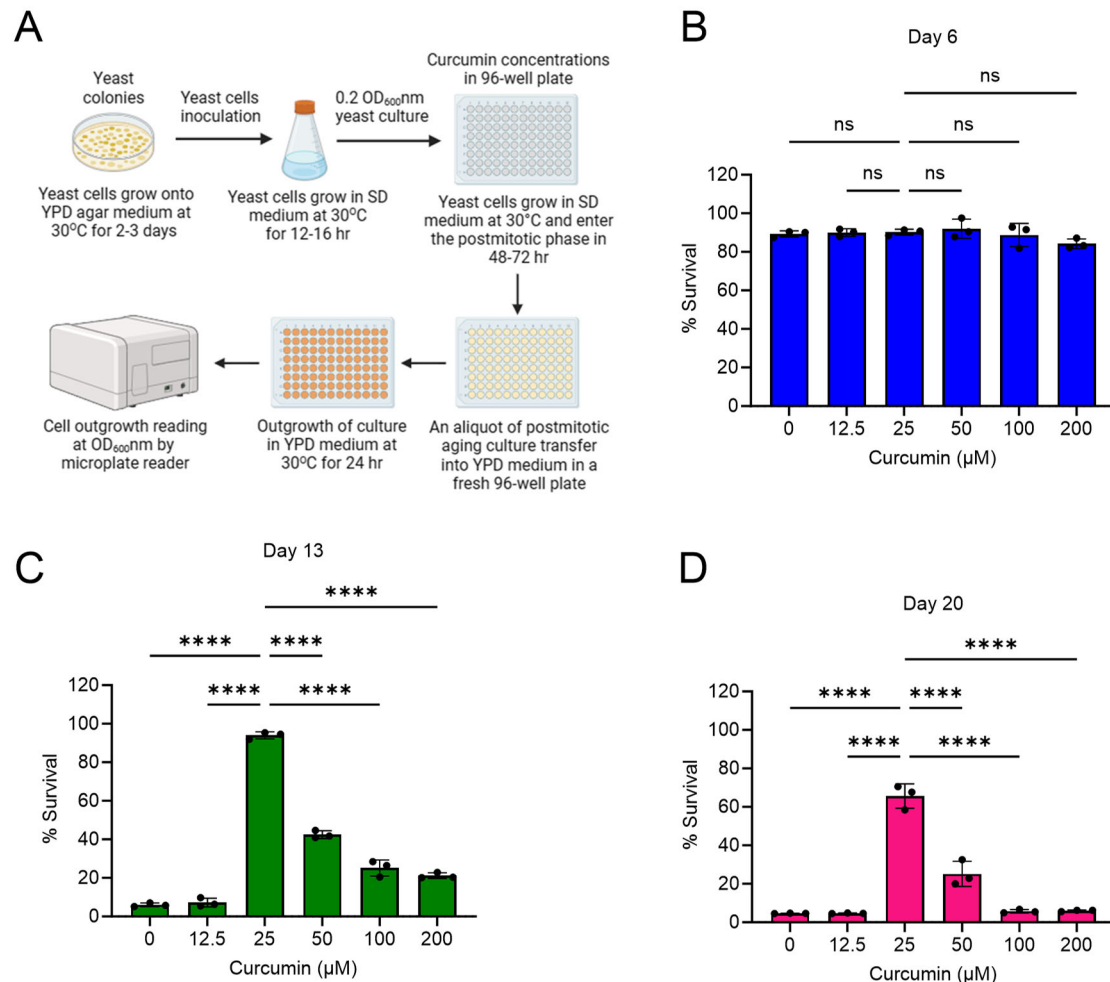 A
Yeast
colonies
Yeast cells
inoculation
0.2 OD600nm
yeast culture
Curcumin concentrations
in 96-well plate
Yeast cells grow onto
YPD agar medium at
30oC for 2-3 days
Yeast cells grow in SD
medium at 30oC
for 12-16 hr
Yeast cells grow in SD
medium at 30°C and enter
the postmitotic phase in
48-72 hr
Cell outgrowth reading
at OD600nm by
microplate reader
Outgrowth of culture
in YPD medium at
30oC for 24 hr
An aliquot of postmitotic
aging culture transfer
into YPD medium in a
fresh 96-well plate
B
Day 6
ns
ns
ns
ns
ns
% Survival
120
100
80
60
40
20
0
0 12.5 25 50 100 200
Curcumin (µM)
C
Day 13
****
**** ****
**** ****
% Survival
120
100
80
60
40
20
0
0 12.5 25 50 100 200
Curcumin (µM)
D
Day 20
****
**** ****
**** ****
% Survival
120
100
80
60
40
20
0
0 12.5 25 50 100 200
Curcumin (µM)